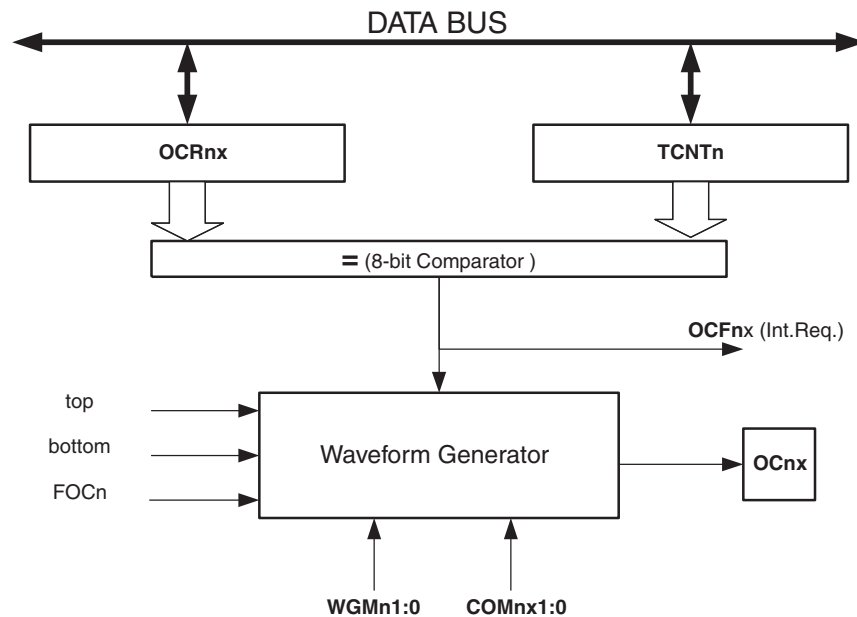 DATA BUS
OCRnx
TCNTn
= (8-bit Comparator )
OCFnx (Int.Req.)
top
bottom
FOCn
Waveform Generator
OCnx
WGMn1:0
COMnx1:0